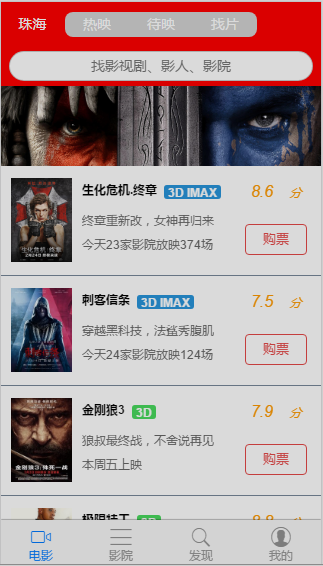 珠海 热映 待映 找片
找影视剧、影人、影院
生化危机.终章 3D IMAX 8.6 分
终章重新改，女神再归来
今天23家影院放映374场
购票
刺客信条 3D IMAX 7.5 分
穿越黑科技，法鲨秀腹肌
今天24家影院放映124场
购票
金刚狼3 3D 7.9 分
狼叔最终战，不舍说再见
本周五上映
购票
电影 影院 发现 我的